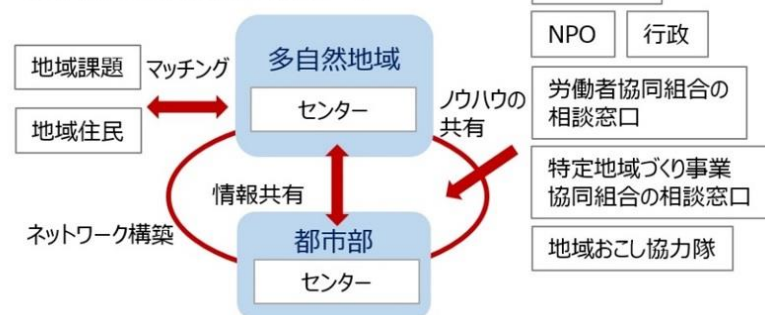 NPO
行政
地域課題
マッチング
多自然地域
センター
ノウハウの
共有
労働者協同組合の
相談窓口
地域住民
特定地域づくり事業
協同組合の相談窓口
情報共有
ネットワーク構築
都市部
センター
地域おこし協力隊